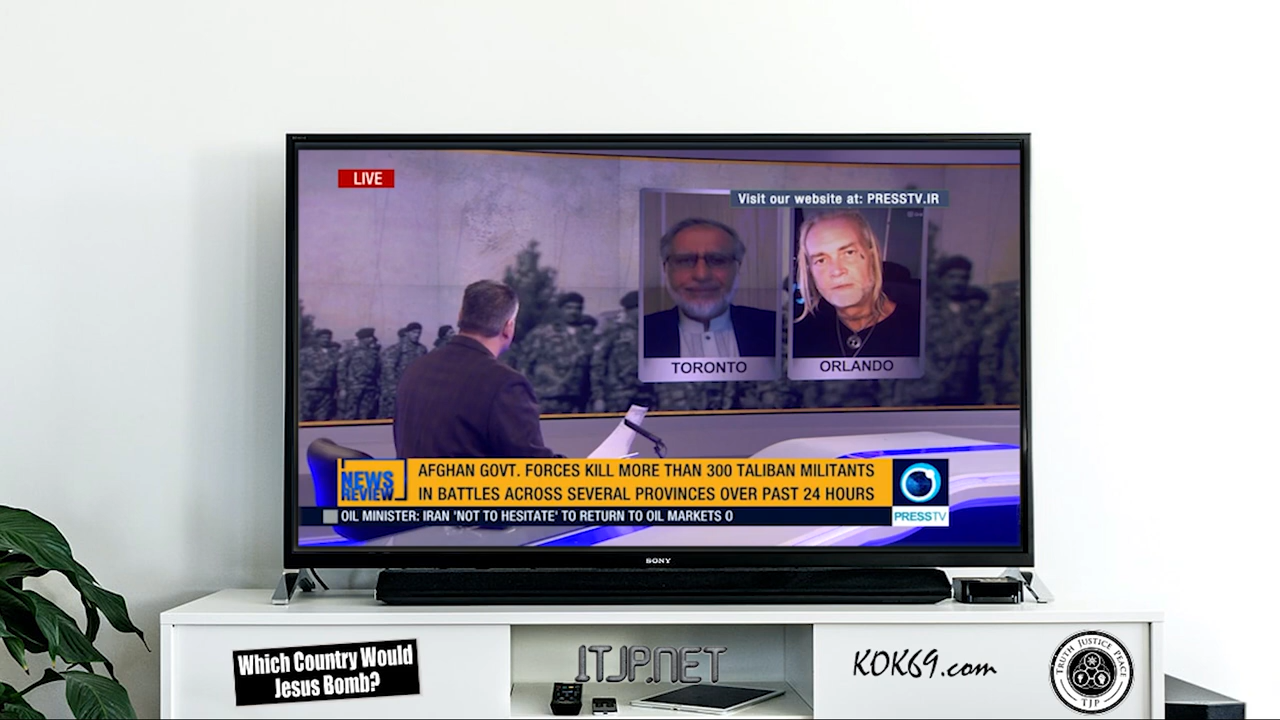 LIVE
Visit our website at: PRESSTV.IR
TORONTO
ORLANDO
NEWS
REVIEW
AFGHAN GOVT. FORCES KILL MORE THAN 300 TALIBAN MILITANTS
IN BATTLES ACROSS SEVERAL PROVINCES OVER PAST 24 HOURS
OIL MINISTER: IRAN 'NOT TO HESITATE' TO RETURN TO OIL MARKETS O
PRESSTV
SONY
Which Country Would
Jesus Bomb?
ITJP.NET
KOK69.com
TRUTH JUSTICE PEACE
TJP